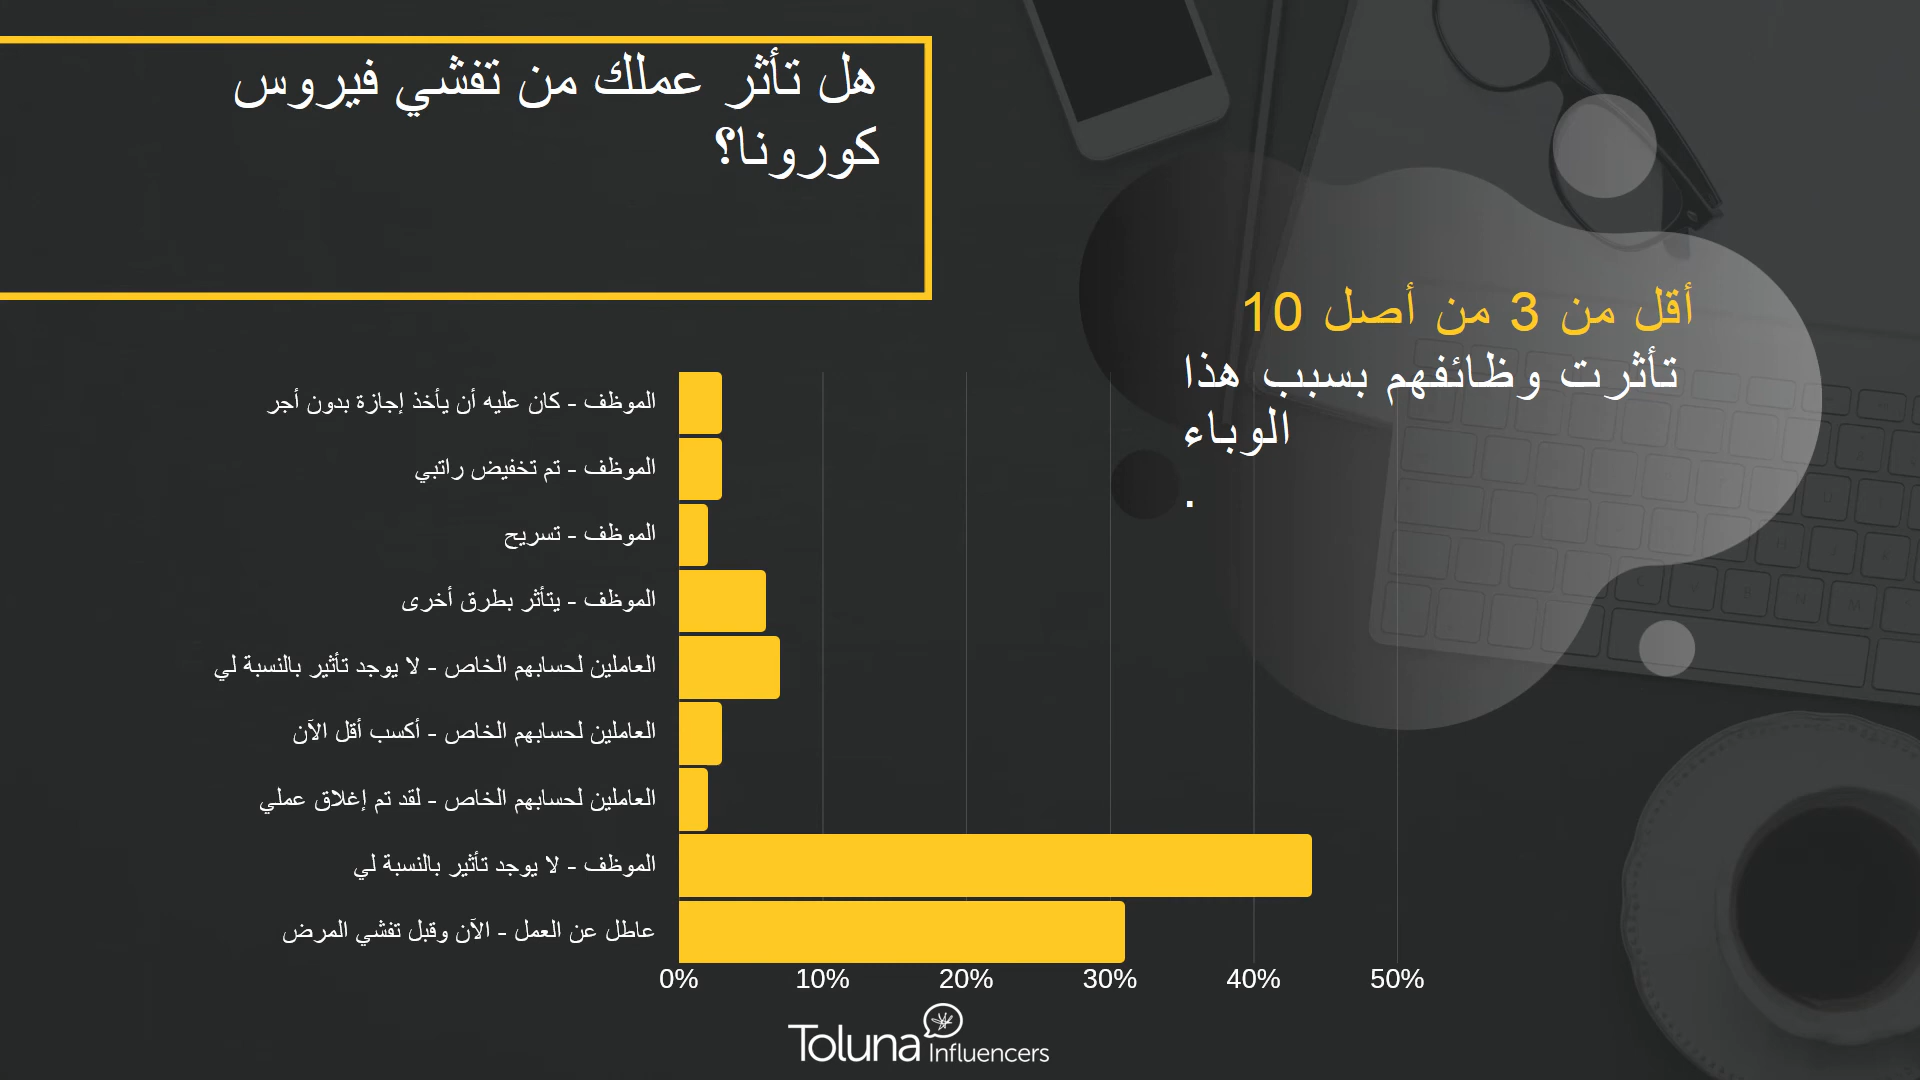 هل تأثر عملك من تفشي فيروس
كورونا؟
أقل من 3 من أصل 10
تأثرت وظائفهم بسبب هذا
الوباء
.
الموظف - كان عليه أن يأخذ إجازة بدون أجر
الموظف - تم تخفيض راتبي
الموظف - تسريح
الموظف - يتأثر بطرق أخرى
العاملين لحسابهم الخاص - لا يوجد تأثير بالنسبة لي
العاملين لحسابهم الخاص - أكسب أقل الآن
العاملين لحسابهم الخاص - لقد تم إغلاق عملي
الموظف - لا يوجد تأثير بالنسبة لي
عاطل عن العمل - الآن وقبل تفشي المرض
0% 10% 20% 30% 40% 50%
Toluna Influencers